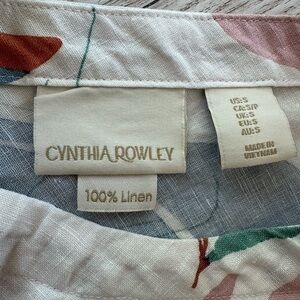 CYNTHIA ROWLEY
100% Linen
US:S
CA:S/P
UK:S
EU:S
AU:S
MADE IN
VIETNAM